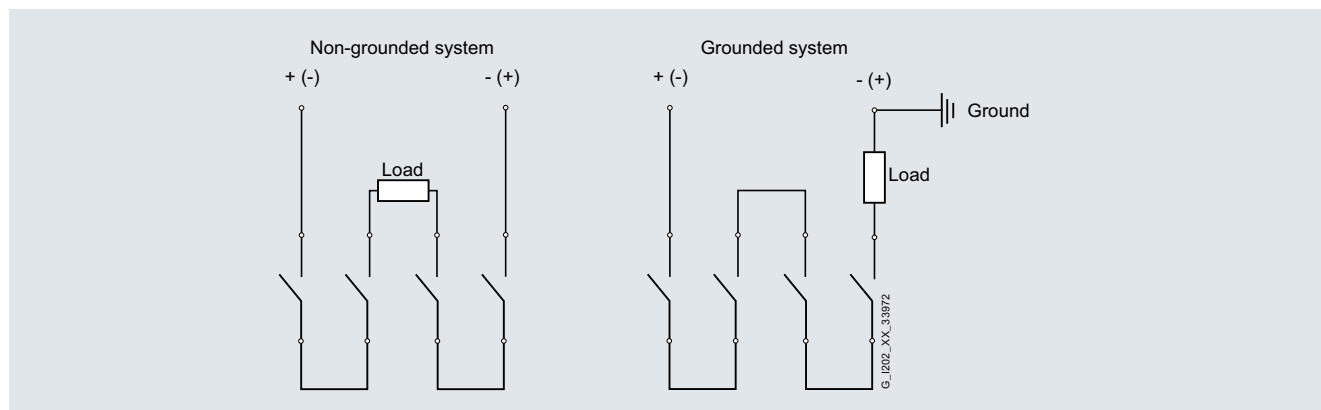 Non-grounded system
+ (-)
- (+)
Load
Grounded system
+ (-)
- (+)
Ground
Load
G_I202_XX_33972